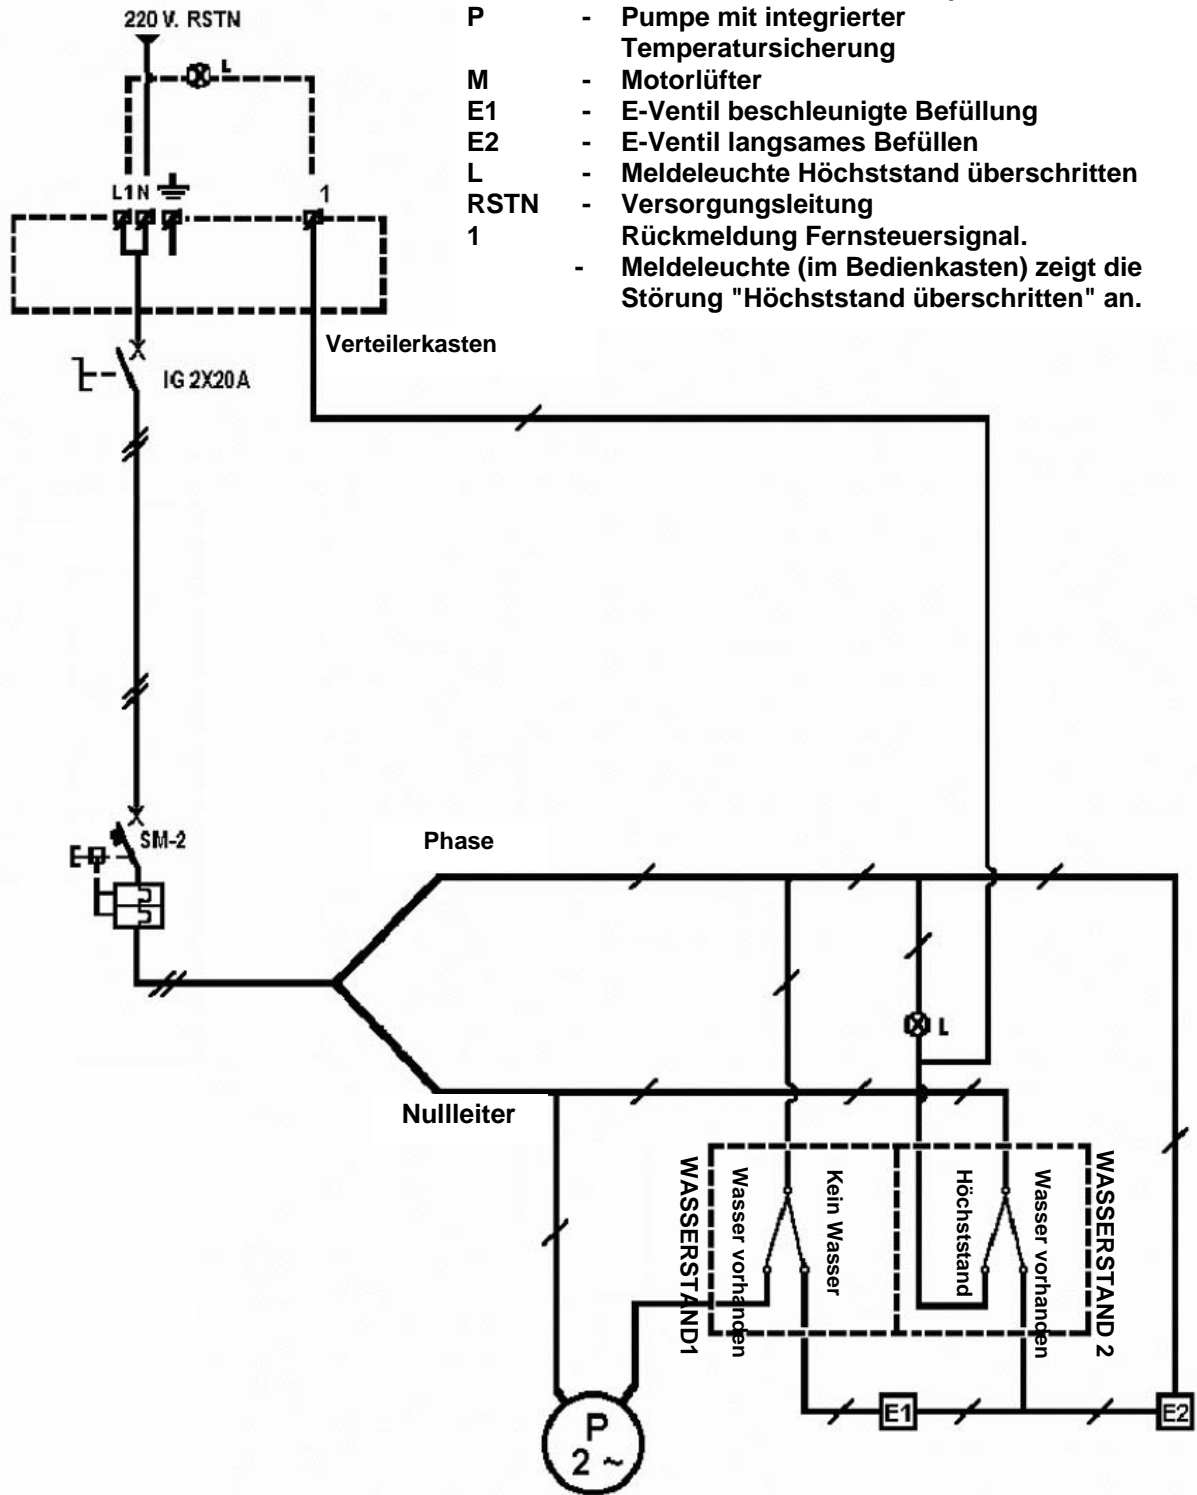 220 V. RSTN
L
L1 N
1
P - Pumpe mit integrierter
Temperatursicherung
M - Motorlüfter
E1 - E-Ventil beschleunigte Befüllung
E2 - E-Ventil langsames Befüllen
L - Meldeleuchte Höchststand überschritten
RSTN - Versorgungsleitung
1 Rückmeldung Fernsteuersignal.
- Meldeleuchte (im Bedienkasten) zeigt die
Störung "Höchststand überschritten" an.
Verteilerkasten
IG 2X20A
SM-2
Phase
L
Nullleiter
WASSERSTAND1
Wasser vorhanden
Kein Wasser
Höchststand
Wasser vorhanden
WASSERSTAND 2
E1
E2
P
2 ~